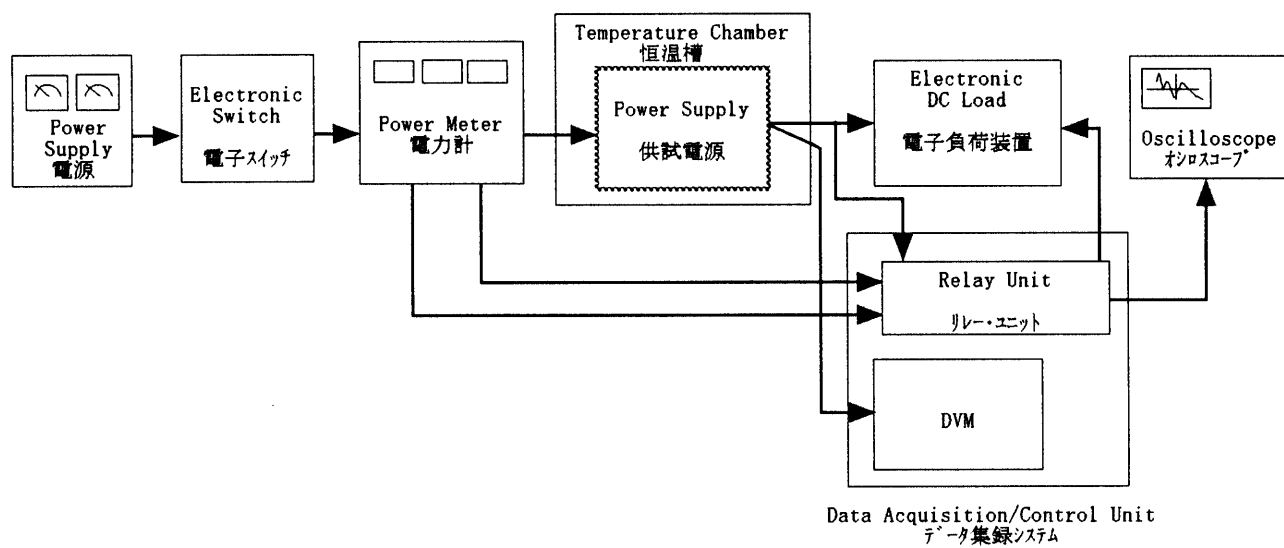 Power
Supply
電源
Electronic
Switch
電子スイッチ
Power Meter
電力計
Temperature Chamber
恒温槽
Power Supply
供試電源
Electronic
DC Load
電子負荷装置
Oscilloscope
オシロスコープ
Relay Unit
リレー・ユニット
DVM
Data Acquisition/Control Unit
データ集録システム